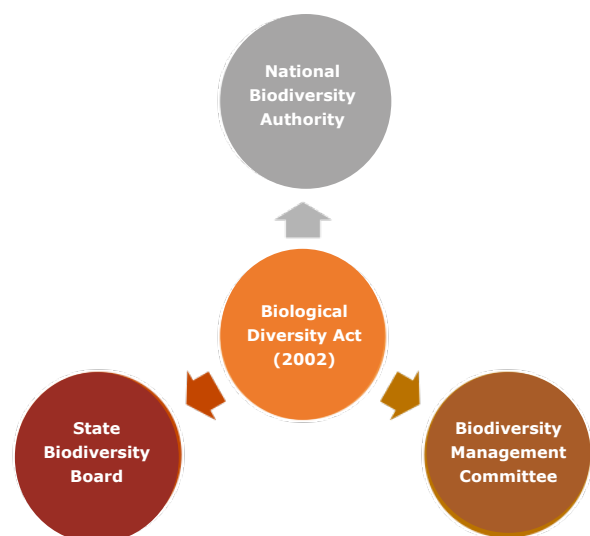 National
Biodiversity
Authority
Biological
Diversity Act
(2002)
State
Biodiversity
Board
Biodiversity
Management
Committee